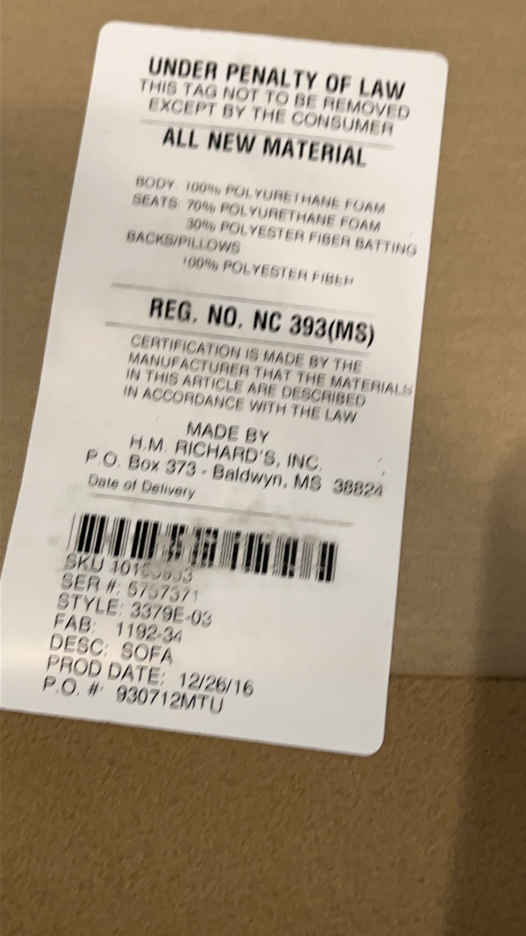 UNDER PENALTY OF LAW
THIS TAG NOT TO BE REMOVED
EXCEPT BY THE CONSUMER
ALL NEW MATERIAL
BODY: 100% POLYURETHANE FOAM
SEATS: 70% POLYURETHANE FOAM
30% POLYESTER FIBER BATTING
BACKS/PILLOWS
100% POLYESTER FIBER
REG. NO. NC 393(MS)
CERTIFICATION IS MADE BY THE
MANUFACTURER THAT THE MATERIALS
IN THIS ARTICLE ARE DESCRIBED
IN ACCORDANCE WITH THE LAW
MADE BY
H.M. RICHARD'S, INC.
P.O. Box 373 - Baldwyn, MS 38824
Date of Delivery
SKU
SER #: 5757371
STYLE: 3379E-03
FAB: 1192-34
DESC: SOFA
PROD DATE: 12/26/16
P.O. #: 930712MTU